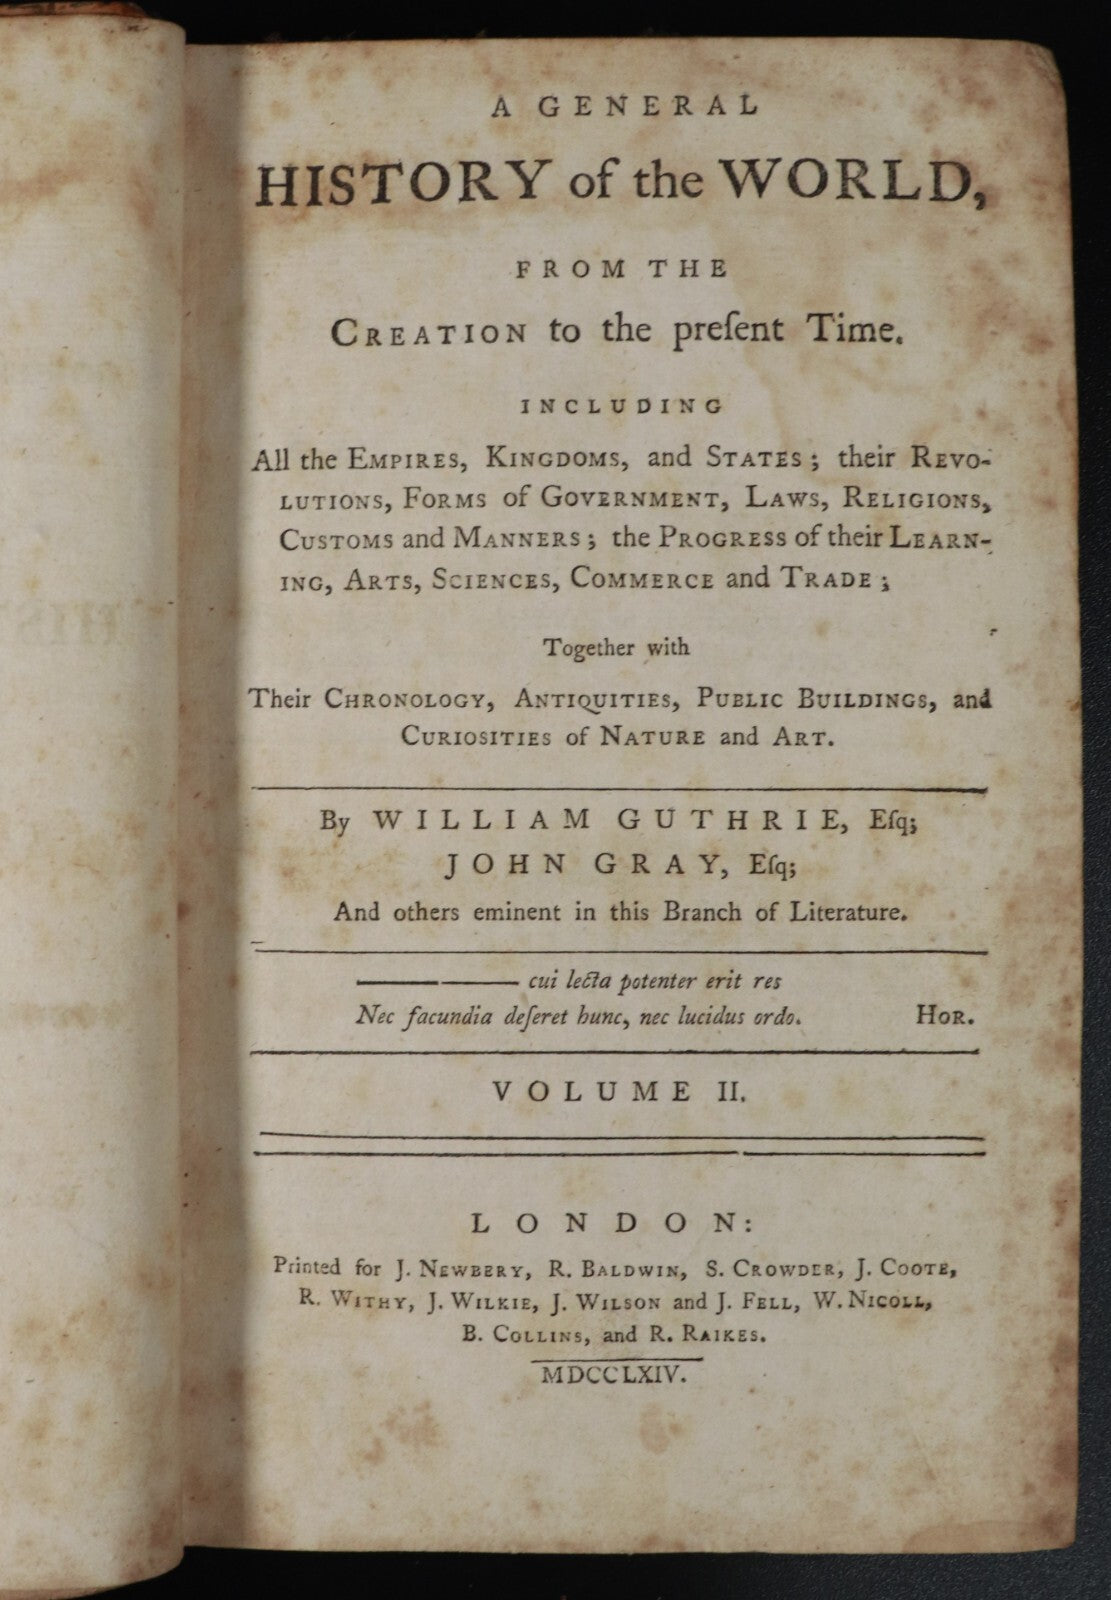 A GENERAL
HISTORY of the WORLD,
FROM THE
CREATION to the preſent Time.
INCLUDING
All the EMPIRES, KINGDOMS, and STATES; their REVO-
LUTIONS, FORMS of GOVERNMENT, LAWS, RELIGIONS,
CUSTOMS and MANNERS; the PROGRESS of their LEARN-
ING, ARTS, SCIENCES, COMMERCE and TRADE;
Together with
Their CHRONOLOGY, ANTIQUITIES, PUBLIC BUILDINGS, and
CURIOSITIES of NATURE and ART.
By WILLIAM GUTHRIE, Eſq;
JOHN GRAY, Eſq;
And others eminent in this Branch of Literature.
—— —— cui lecta potenter erit res
Nec facundia deſeret hunc, nec lucidus ordo. HOR.
VOLUME II.
LONDON:
Printed for J. NEWBERY, R. BALDWIN, S. CROWDER, J. COOTE,
R. WITHY, J. WILKIE, J. WILSON and J. FELL, W. NICOLL,
B. COLLINS, and R. RAIKES.
MDCCLXIV.